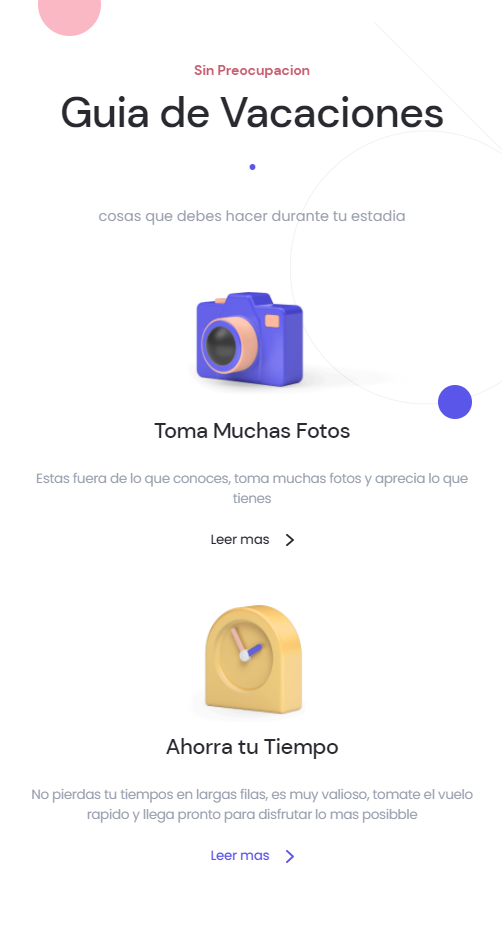 Sin Preocupacion
Guia de Vacaciones
cosas que debes hacer durante tu estadia
Toma Muchas Fotos
Estas fuera de lo que conoces, toma muchas fotos y aprecia lo que
tienes
Leer mas
Ahorra tu Tiempo
No pierdas tu tiempos en largas filas, es muy valioso, tomate el vuelo
rapido y llega pronto para disfrutar lo mas posibble
Leer mas